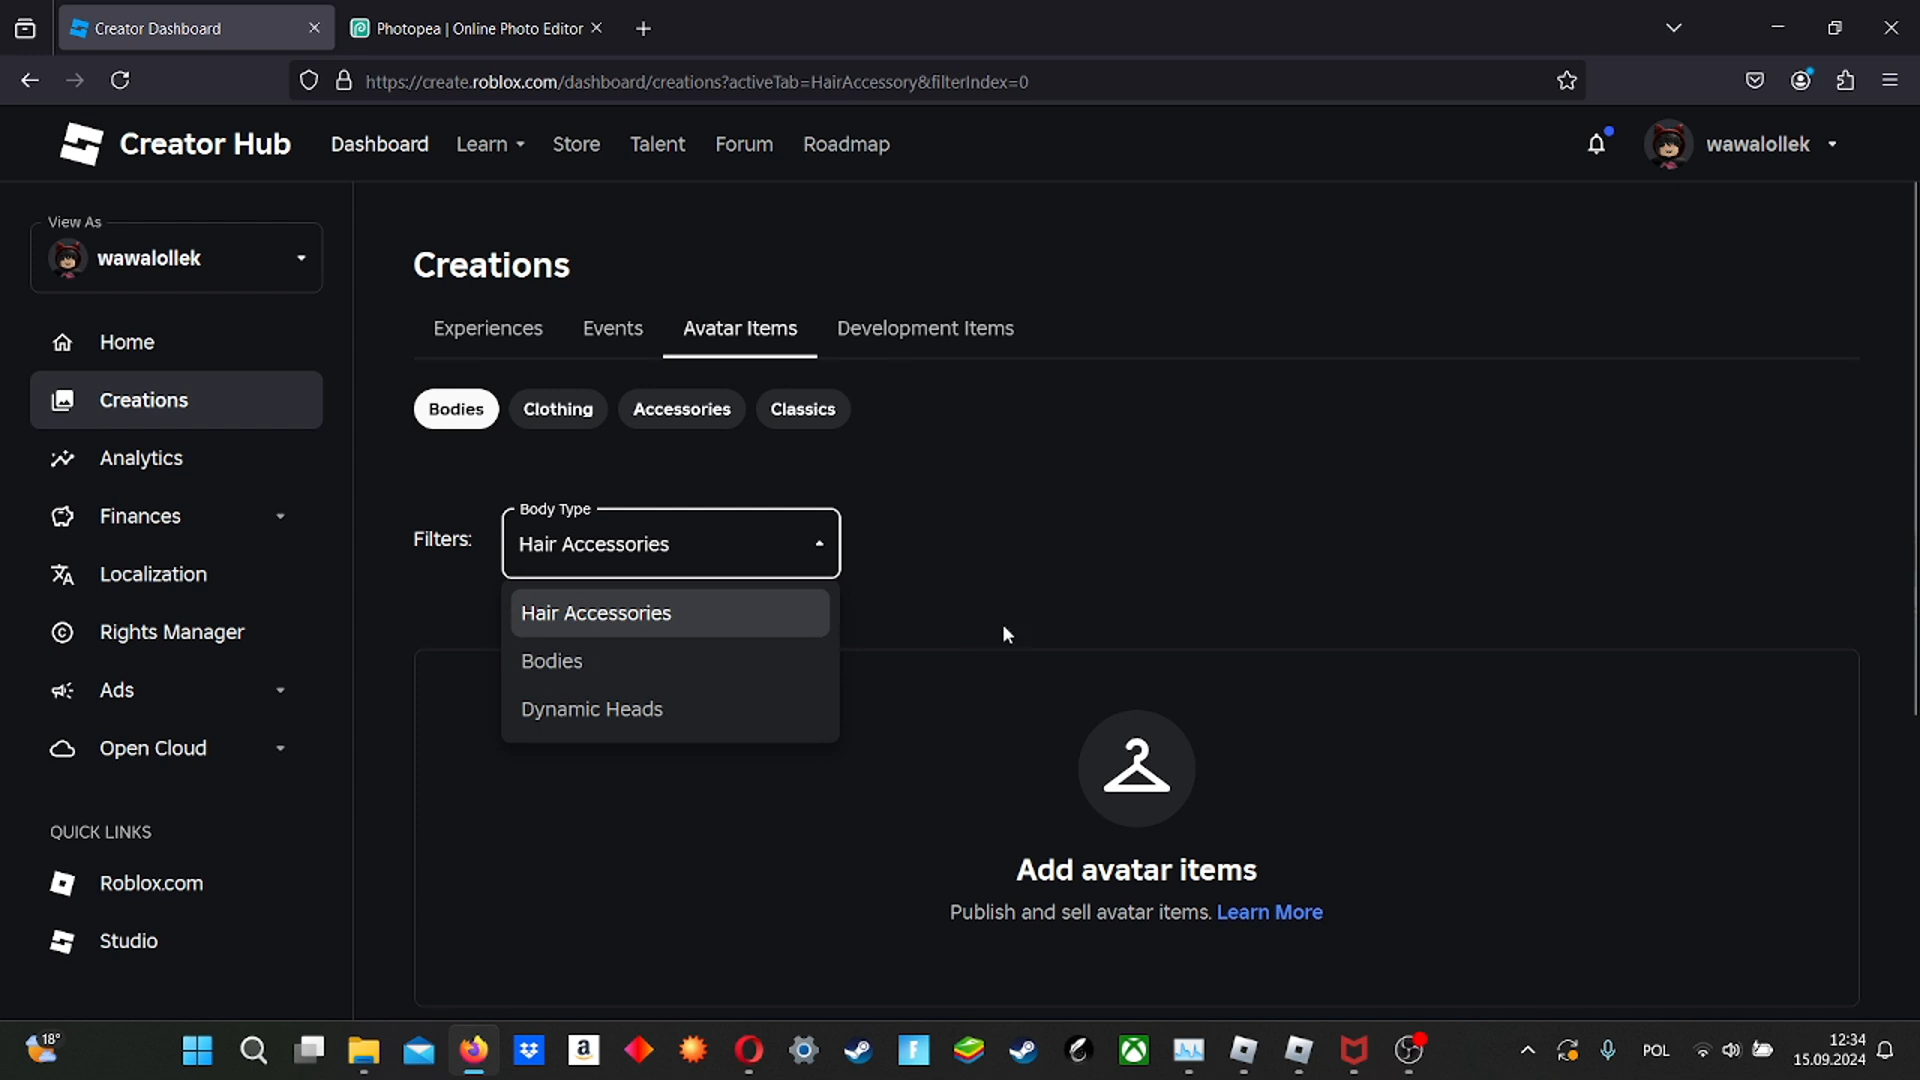 Creator Dashboard
Photopea | Online Photo Editor
https://create.roblox.com/dashboard/creations?activeTab=HairAccessory&filterIndex=0
Creator Hub
Dashboard
Learn
Store
Talent
Forum
Roadmap
wawalollek
View As
wawalollek
Home
Creations
Analytics
Finances
Localization
Rights Manager
Ads
Open Cloud
QUICK LINKS
Roblox.com
Studio
Creations
Experiences
Events
Avatar Items
Development Items
Bodies
Clothing
Accessories
Classics
Filters:
Body Type
Hair Accessories
Hair Accessories
Bodies
Dynamic Heads
Add avatar items
Publish and sell avatar items. Learn More
18°
POL
12:34
15.09.2024